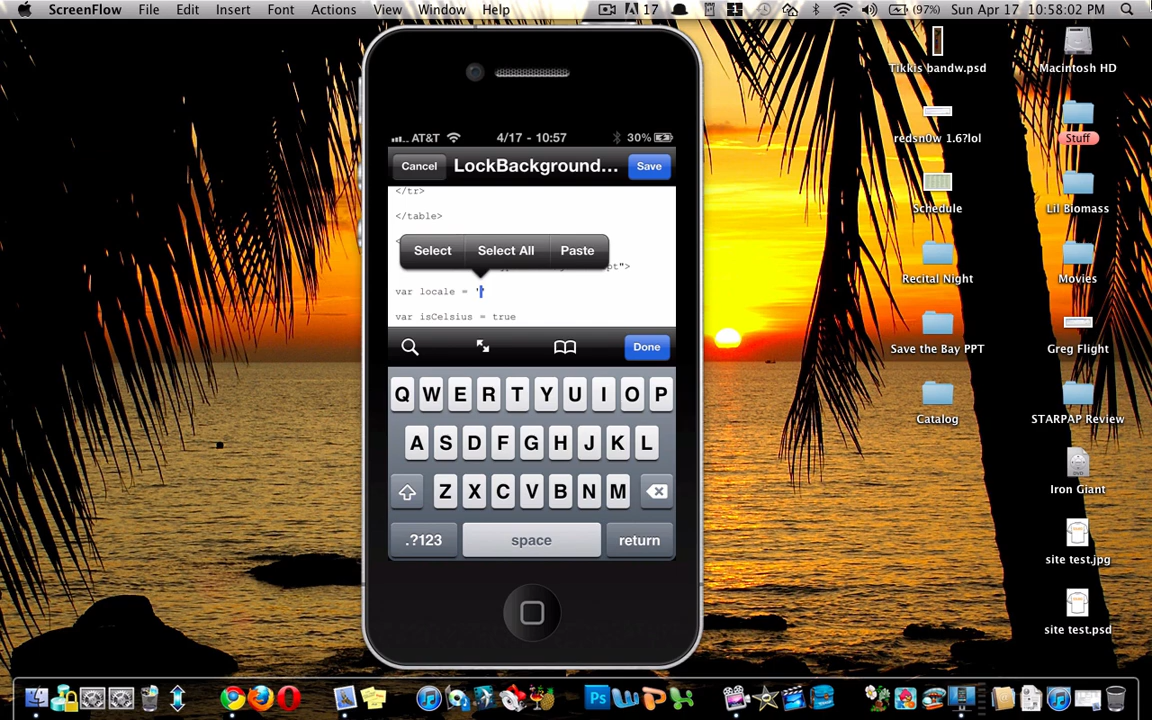 ScreenFlow File Edit Insert Font Actions View Window Help 17 1 (97%) Sun Apr 17 10:58:02 PM
Tikkis bandw.psd
Macintosh HD
redsn0w 1.6?lol
Stuff
Schedule
Lil Biomass
Recital Night
Movies
Save the Bay PPT
Greg Flight
Catalog
STARPAP Review
Iron Giant
site test.jpg
site test.psd
AT&T 4/17 - 10:57 30%
Cancel LockBackground... Save
</tr>
</table>
<
Select Select All Paste
pt">
var locale = ''
var isCelsius = true
Done
Q W E R T Y U I O P
A S D F G H J K L
Z X C V B N M
.?123 space return